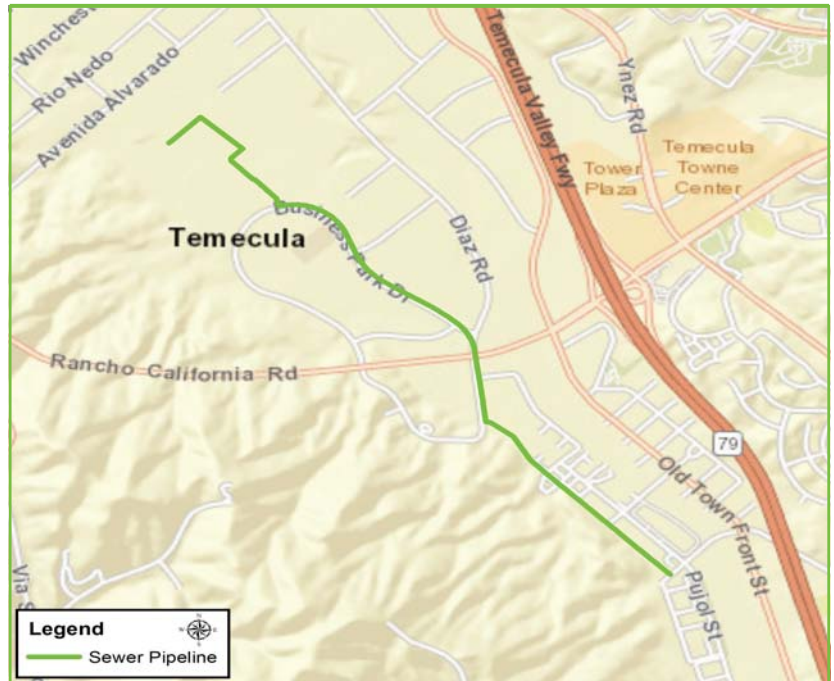 Winchest
Rio Nedo
Avenida Alvarado
Temecula Valley Fwy
Ynez Rd
Temecula
Towne
Center
Tower
Plaza
Business Park Dr
Diaz Rd
Temecula
Rancho California Rd
79
Old Town Front St
Pujol St
Via S
Legend
N
Sewer Pipeline